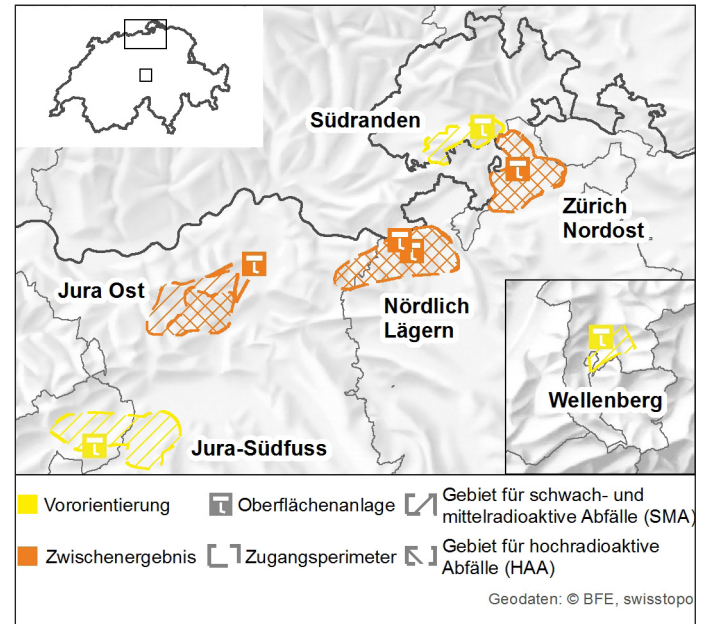 Südranden
Zürich
Nordost
Jura Ost
Nördlich
Lägern
Wellenberg
Jura-Südfuss
Vororientierung
Oberflächenanlage
Gebiet für schwach- und
mittelradioaktive Abfälle (SMA)
Zwischenergebnis
Zugangsperimeter
Gebiet für hochradioaktive
Abfälle (HAA)
Geodaten: © BFE, swisstopo